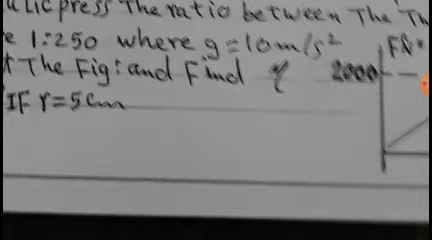 ulic press The ratio between The Tw
e 1:250 where g=10m/s²
t The Fig: and Find
IF r=5cm
2000
FN